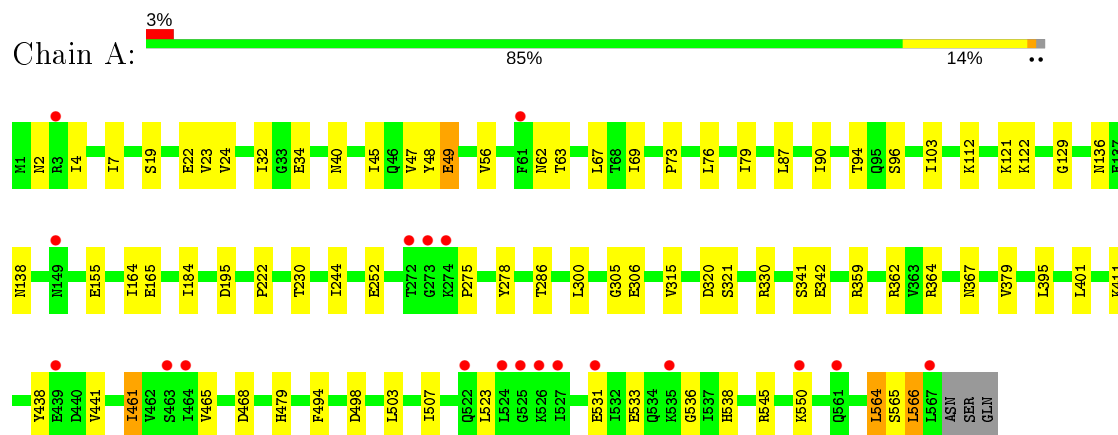 3%
Chain A:
85% 14% ••
M1 N2 R3 I4 I7 S19 E22 V23 V24 I32 G33 E34 N40 I45 Q46 V47 Y48 E49 V56 F61 N62 T63 L67 T68 I69 P73 L76 I79 L87 I90 T94 Q95 S96 I103 K112 K121 K122 G129 N136
N138 N149 E155 I164 E165 I184 D195 P222 T230 I244 E252 T272 G273 K274 P275 Y278 T286 L300 G305 E306 V315 D320 S321 R330 S341 E342 R359 R362 V363 R364 N367 V379 L395 L401
Y438 E439 D440 V441 I461 V462 S463 I464 V465 D468 H479 F494 D498 L503 I507 Q522 L523 L524 G525 K526 I527 E531 I532 E533 Q534 K535 G536 I537 H538 R545 K550 Q561 L564 S565 L566 L567 ASN SER GLN